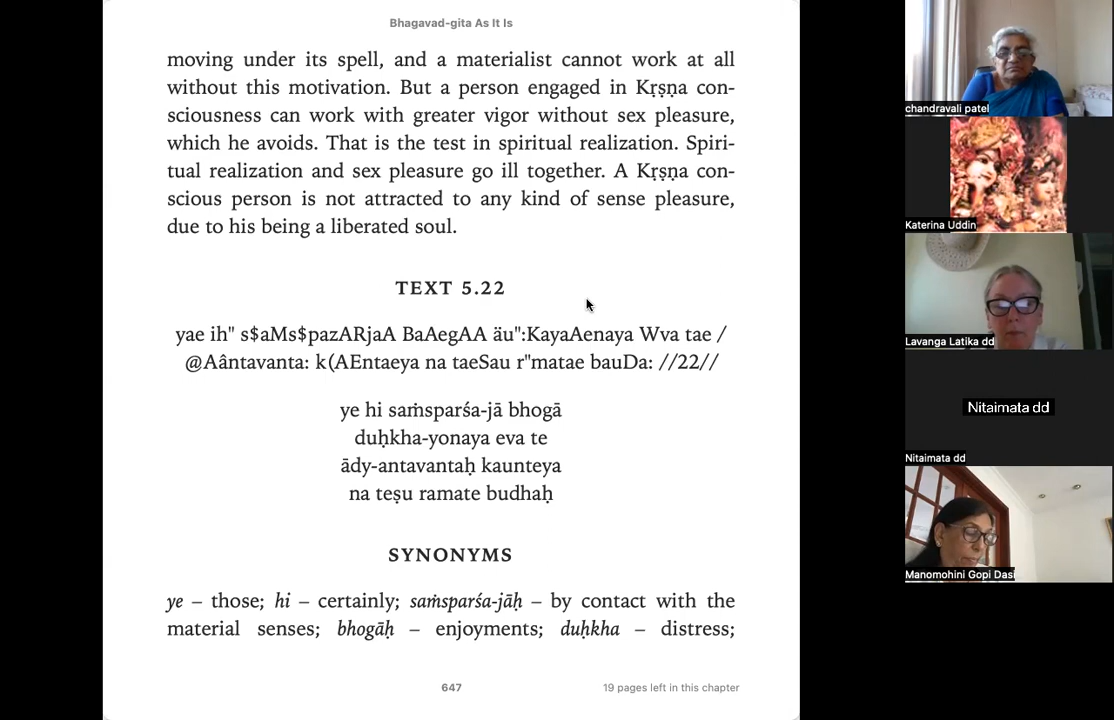 Bhagavad-gita As It Is
moving under its spell, and a materialist cannot work at all
without this motivation. But a person engaged in Kṛṣṇa con-
sciousness can work with greater vigor without sex pleasure,
which he avoids. That is the test in spiritual realization. Spiri-
tual realization and sex pleasure go ill together. A Kṛṣṇa con-
scious person is not attracted to any kind of sense pleasure,
due to his being a liberated soul.
TEXT 5.22
yae ih" s$aMs$pazARjaA BaAegAA äu":KayaAenaya Wva tae /
@Aântavanta: k(AEntaeya na taeSau r"matae bauDa: //22//
ye hi saṁsparśa-jā bhogā
duḥkha-yonaya eva te
ādy-antavantaḥ kaunteya
na teṣu ramate budhaḥ
SYNONYMS
ye – those; hi – certainly; saṁsparśa-jāḥ – by contact with the
material senses; bhogāḥ – enjoyments; duḥkha – distress;
647
19 pages left in this chapter
chandravali patel
Katerina Uddin
Lavanga Latika dd
Nitaimata dd
Nitaimata dd
Manomohini Gopi Dasi